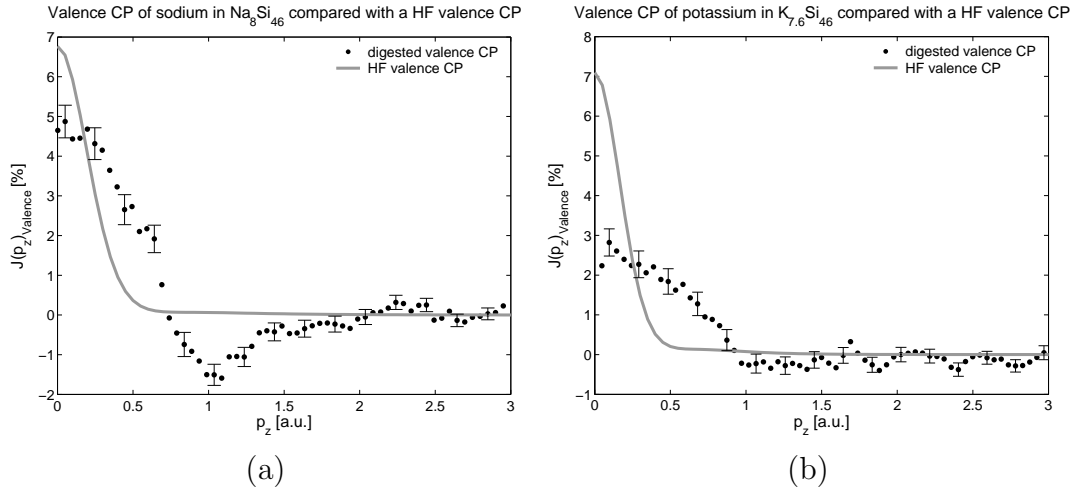 Valence CP of sodium in Na8Si46 compared with a HF valence CP
7
6
5
4
3
2
1
0
−1
−2
J(pz)Valence [%]
digested valence CP
HF valence CP
0
0.5
1
1.5
2
2.5
3
pz [a.u.]
(a)
Valence CP of potassium in K7.6Si46 compared with a HF valence CP
8
7
6
5
4
3
2
1
0
−1
J(pz)Valence [%]
digested valence CP
HF valence CP
0
0.5
1
1.5
2
2.5
3
pz [a.u.]
(b)